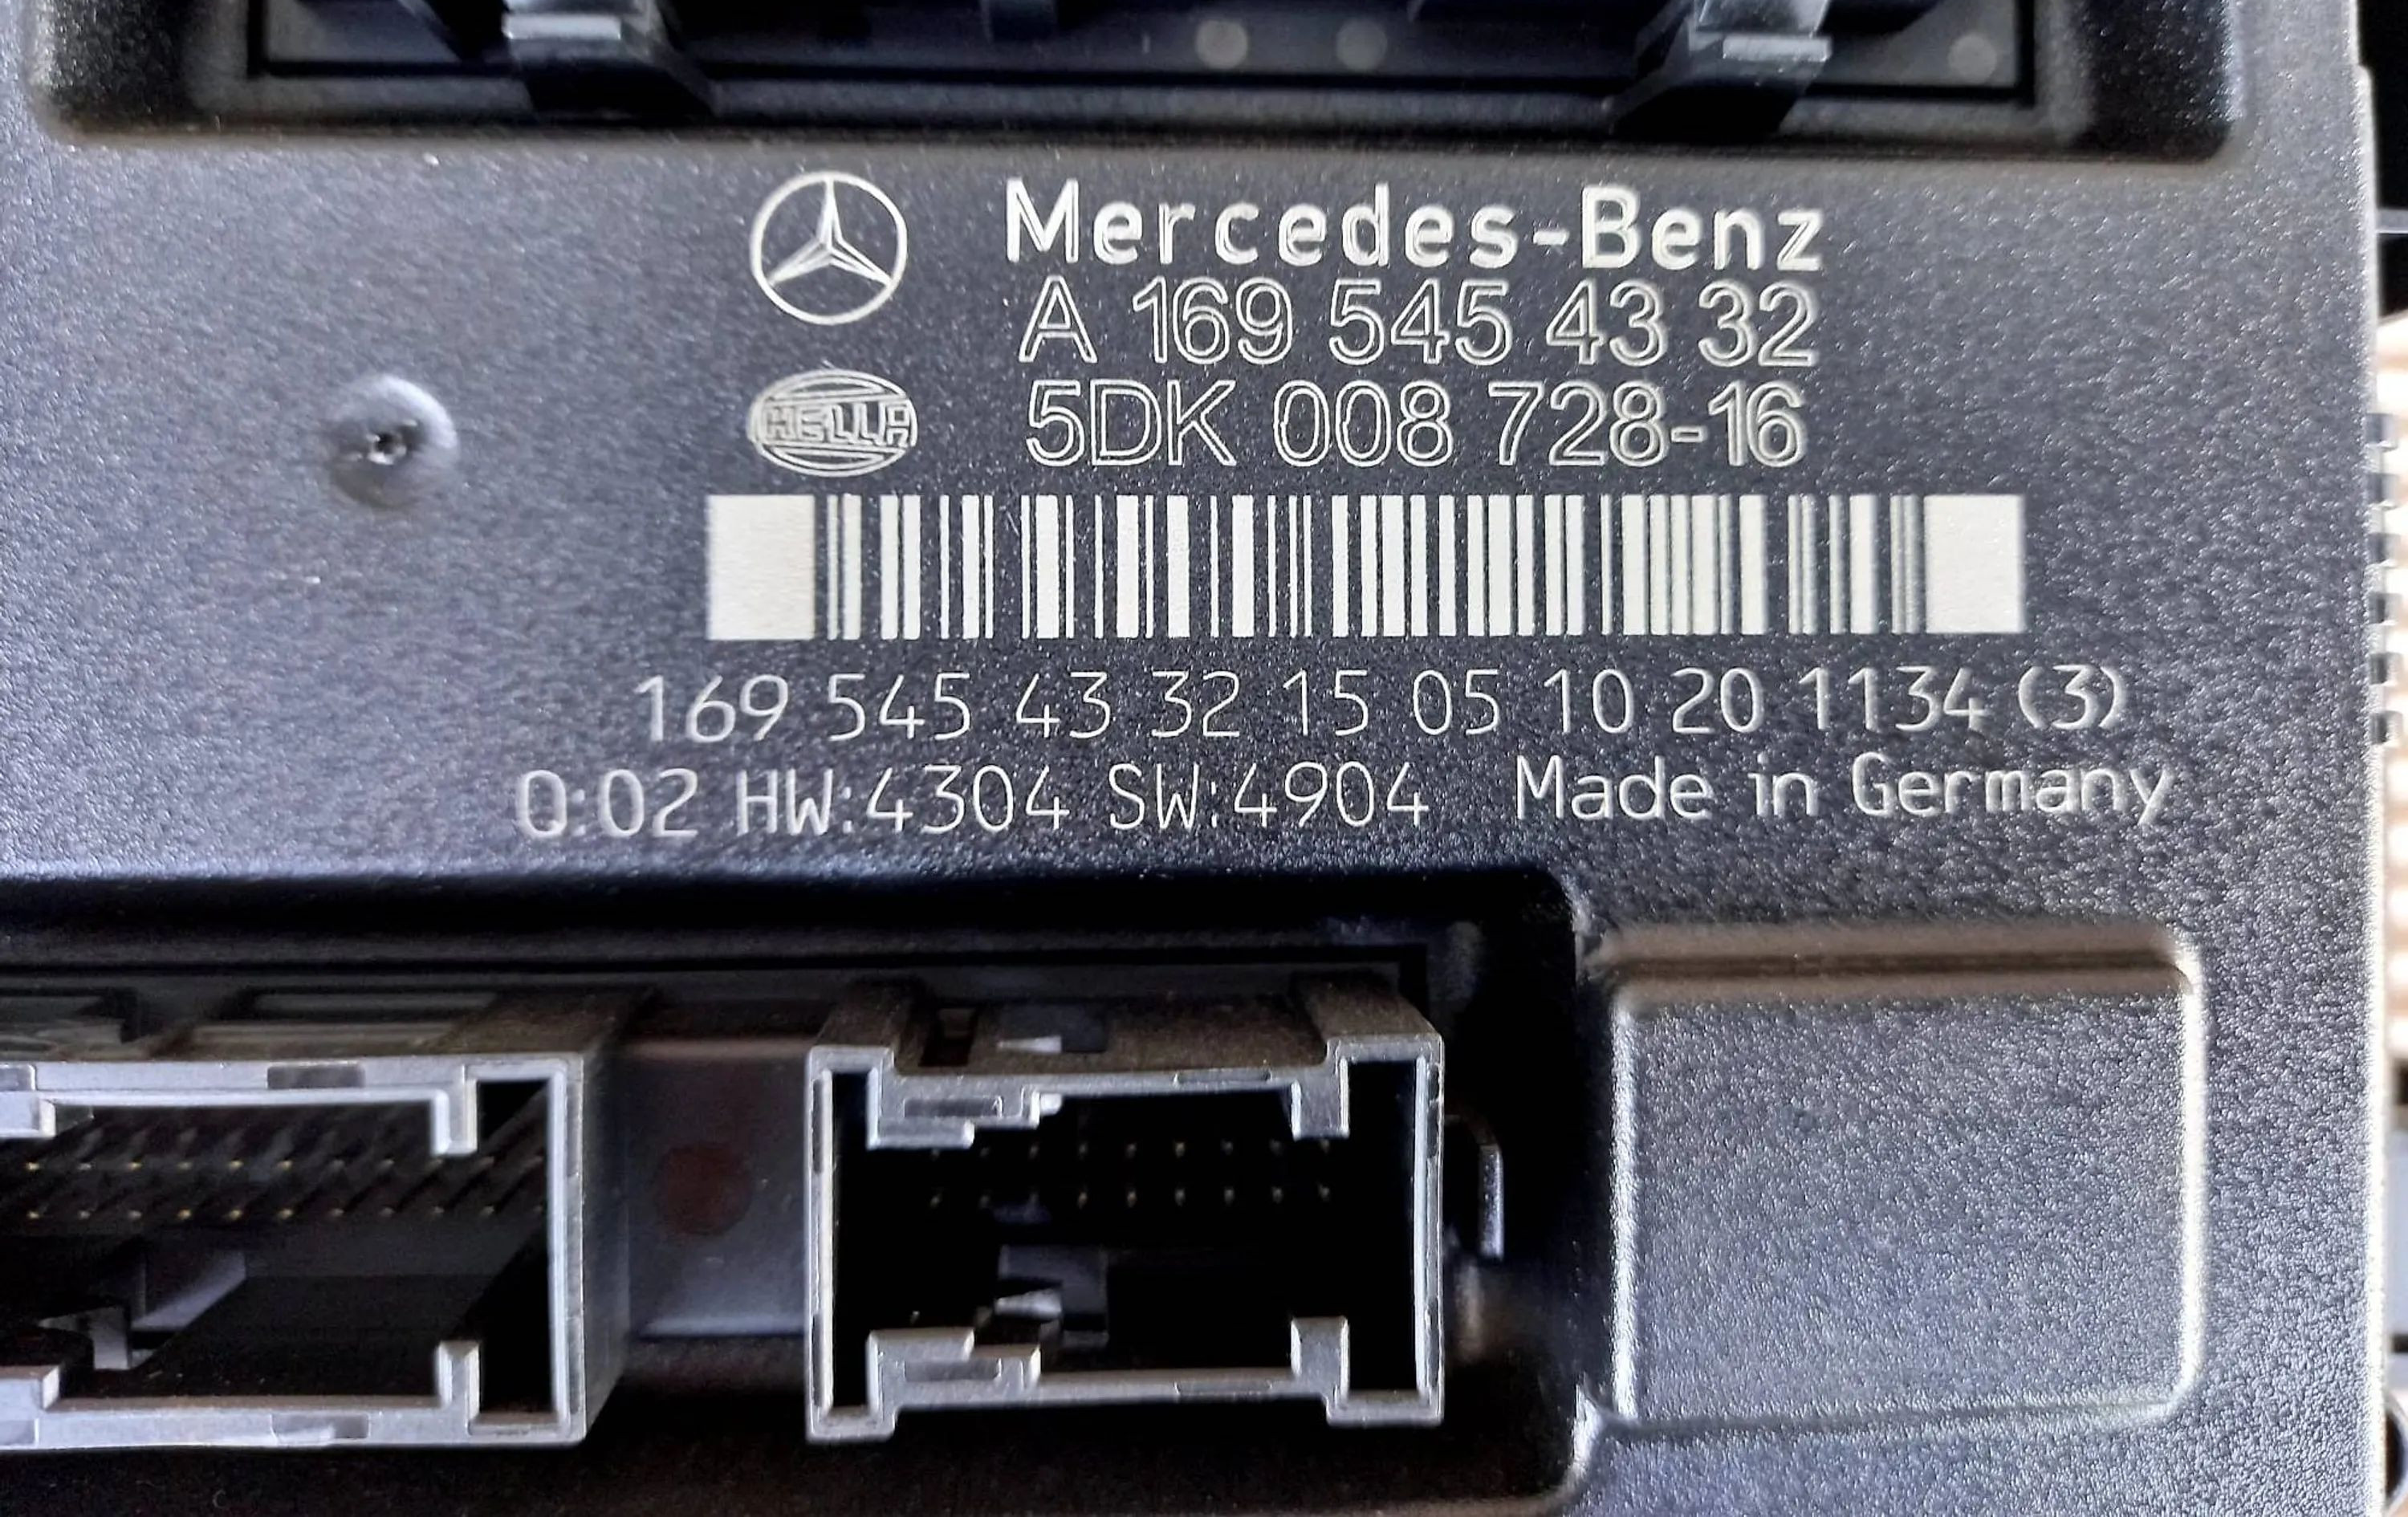 Mercedes-Benz
A 169 545 43 32
HELLA
5DK 008 728-16
169 545 43 32 15 05 10 20 1134 (3)
Q:02 HW:4304 SW:4904 Made in Germany